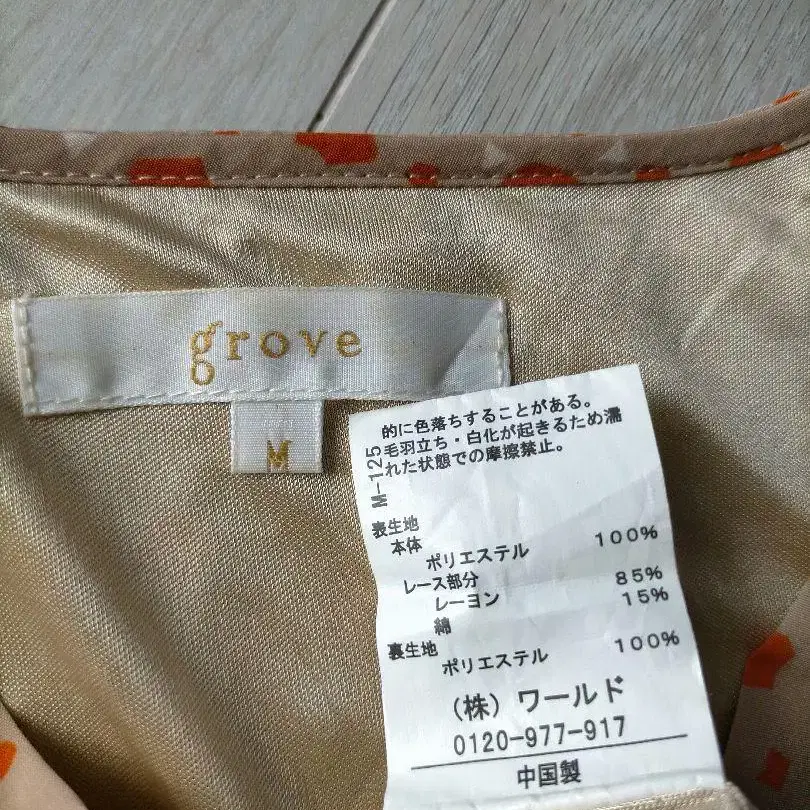 grove
M
的に色落ちすることがある。
毛羽立ち・白化が起きるため濡
れた状態での摩擦禁止。
M-125
表生地
本体
ポリエステル 100%
レース部分
レーヨン 85%
綿 15%
裏生地
ポリエステル 100%
(株) ワールド
0120-977-917
中国製